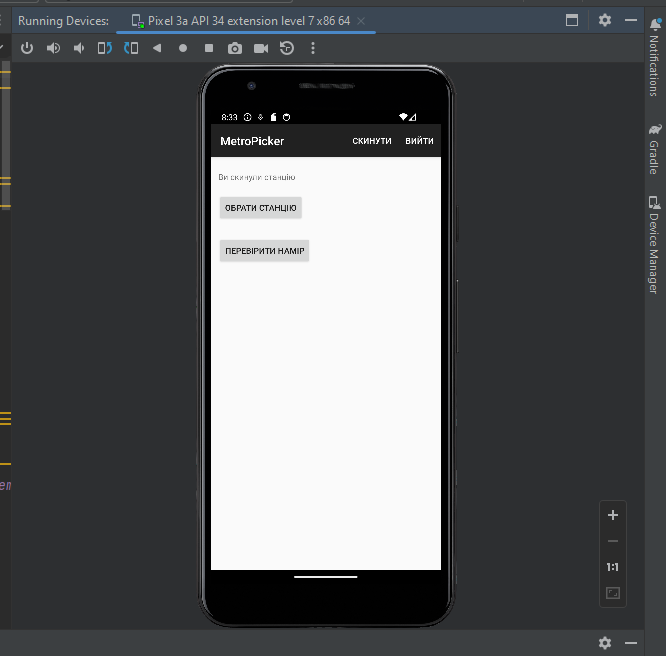 Running Devices: Pixel 3a API 34 extension level 7 x86 64
8:33
MetroPicker СКИНУТИ ВИЙТИ
Ви скинули станцію
ОБРАТИ СТАНЦІЮ
ПЕРЕВІРИТИ НАМІР
Notifications
Gradle
Device Manager
em
1:1